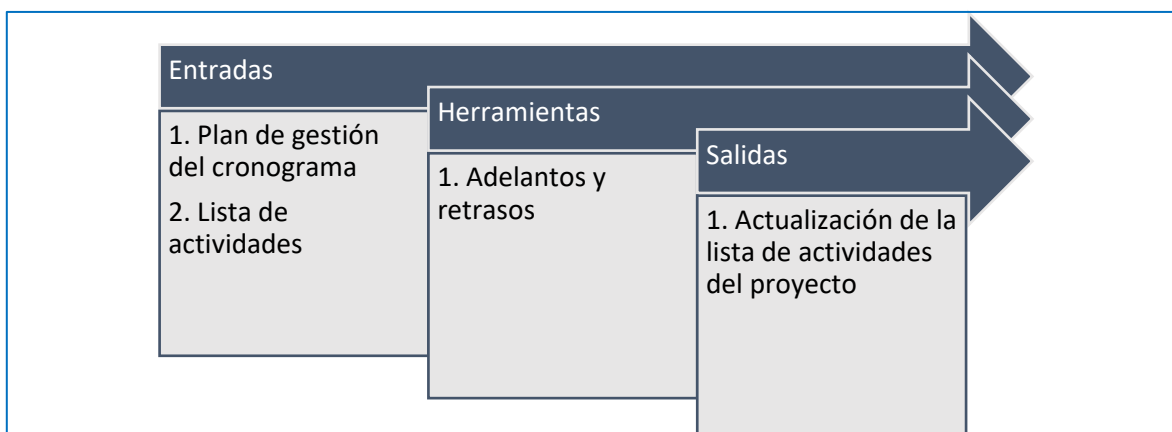 Entradas
1. Plan de gestión
del cronograma
2. Lista de
actividades
Herramientas
1. Adelantos y
retrasos
Salidas
1. Actualización de la
lista de actividades
del proyecto